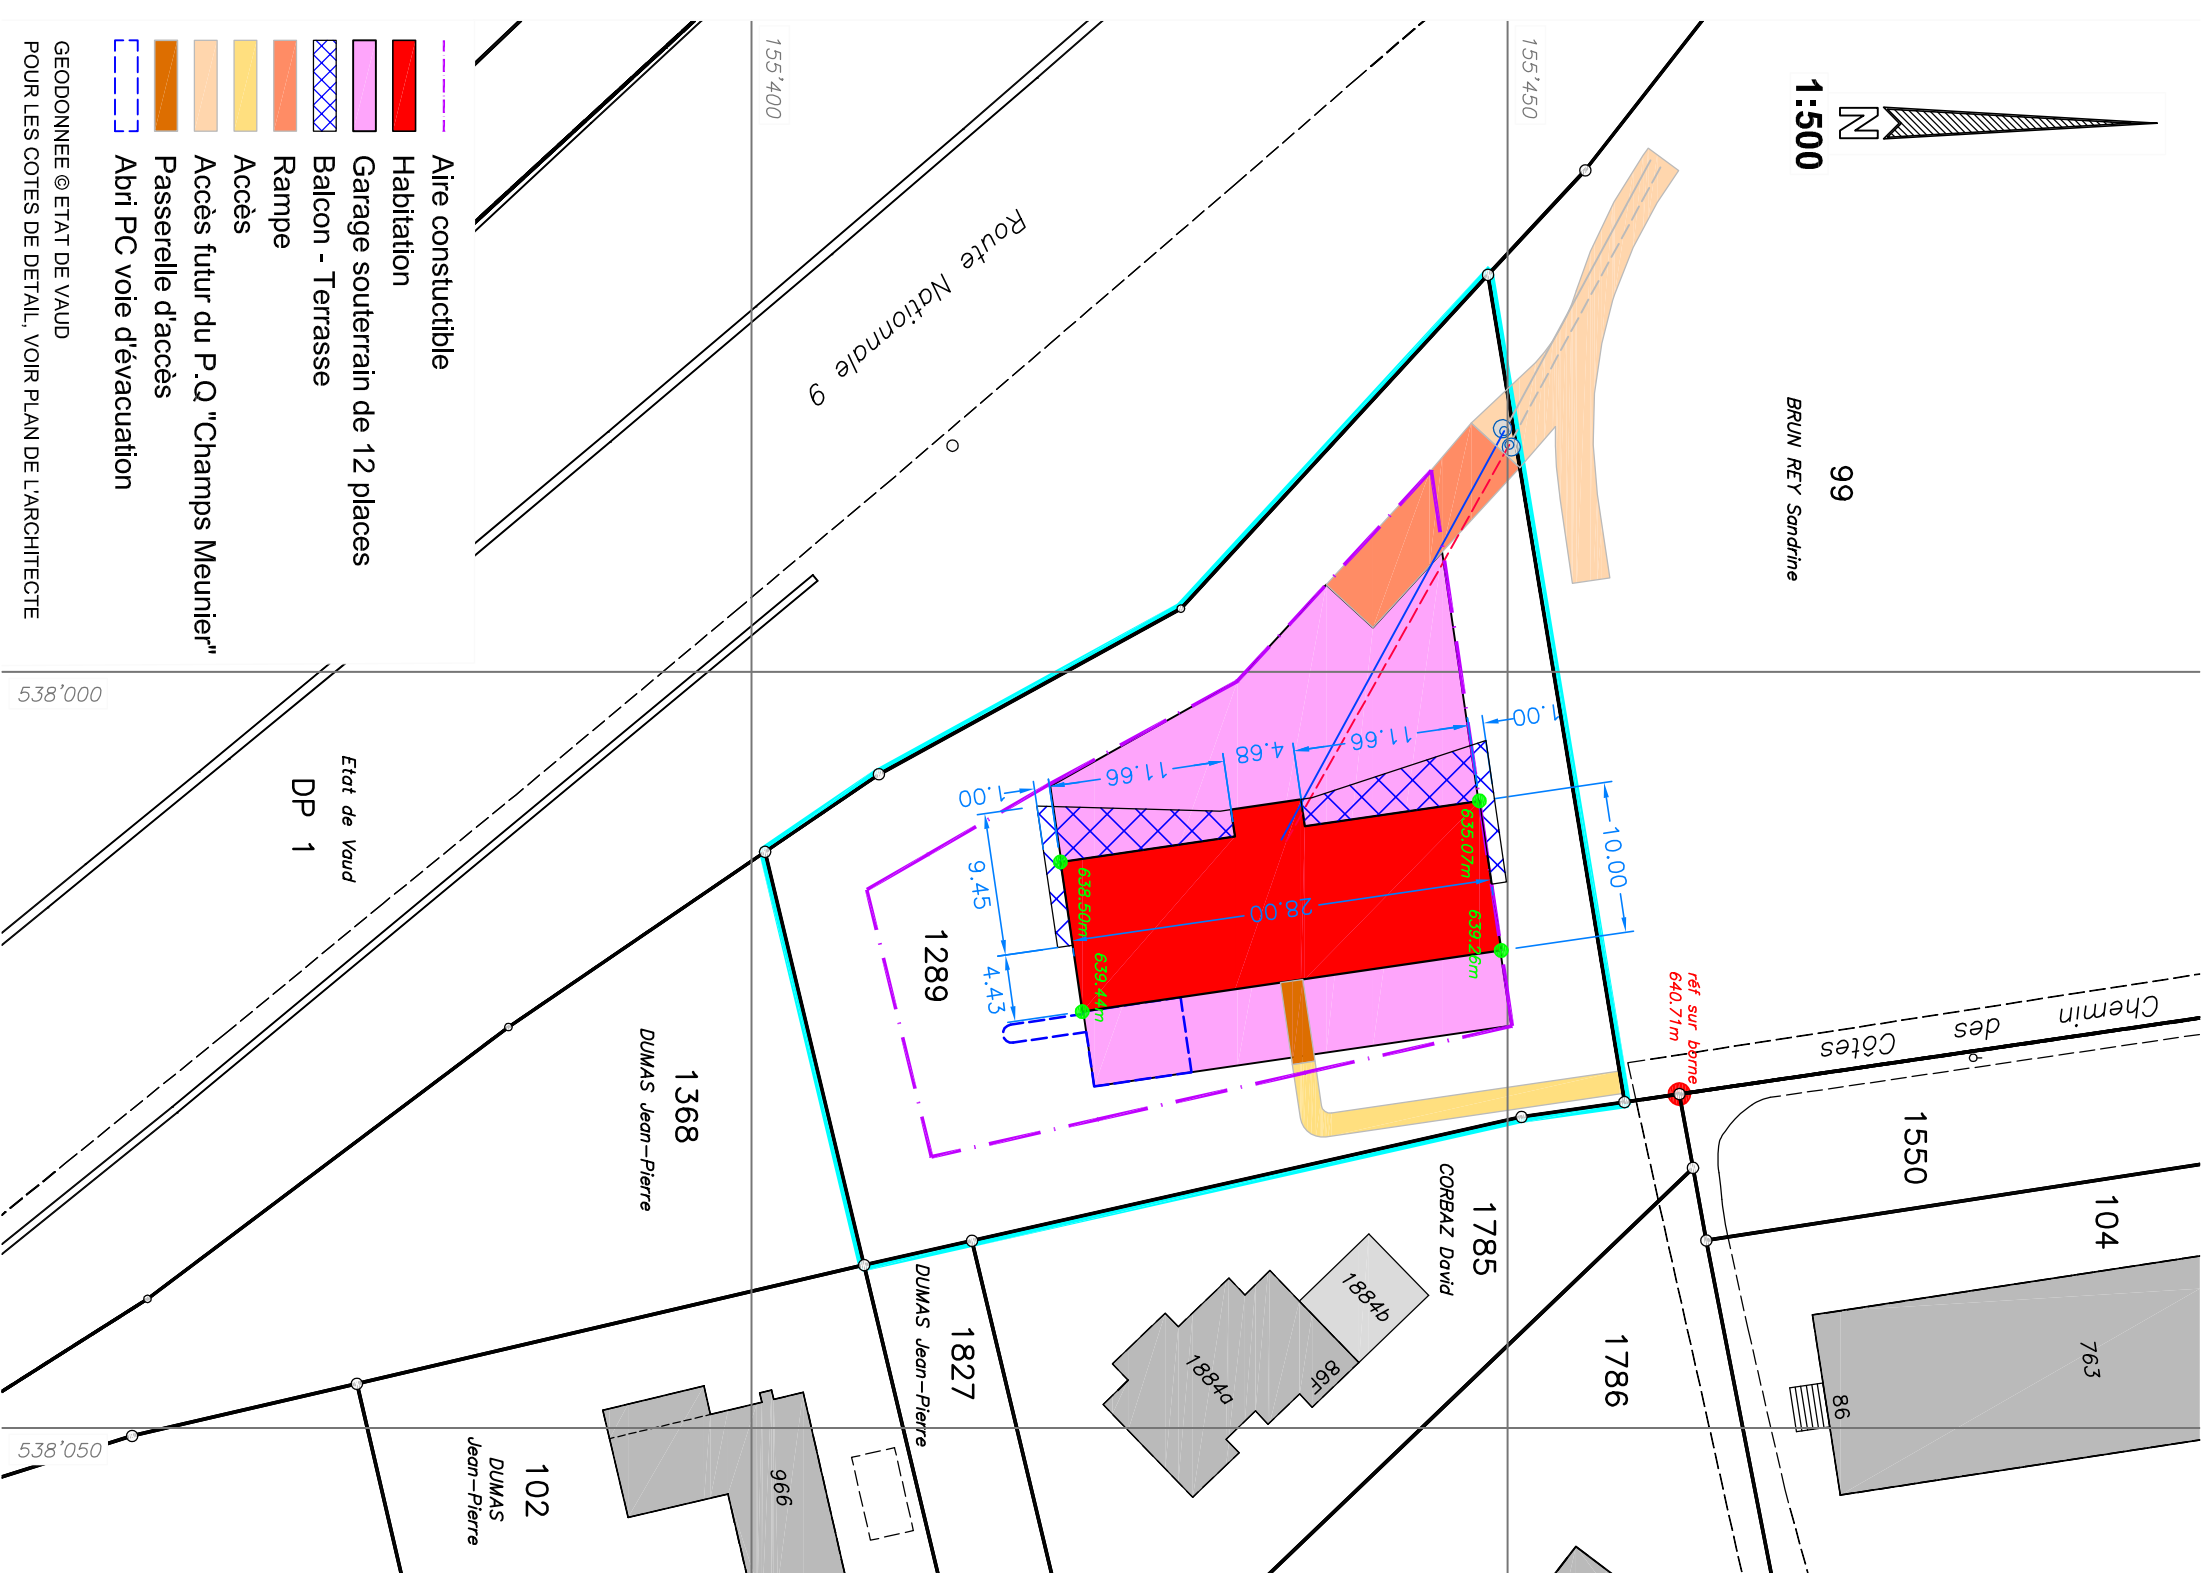 Aire constuctible
Habitation
Garage souterrain de 12 places
Balcon - Terrasse
Rampe
Accès
Accès futur du P.Q "Champs Meunier"
Passerelle d'accès
Abri PC voie d'évacuation
GEODONNEE © ETAT DE VAUD
POUR LES COTES DE DETAIL, VOIR PLAN DE L'ARCHITECTE
N
1:500
155'400
155'450
538'000
538'050
Route Nationnale 9
99
BRUN REY Sandrine
Etat de Vaud
DP 1
1.00
11.66
4.68
11.66
1.00
10.00
9.45
28.00
4.43
635.07m
638.50m
639.26m
639.44m
1289
réf sur borne
640.71m
Chemin des Côtes
1368
DUMAS Jean-Pierre
1550
104
763
86
1785
CORBAZ David
1786
1884b
1884a
86F
1827
DUMAS Jean-Pierre
966
102
DUMAS
Jean-Pierre